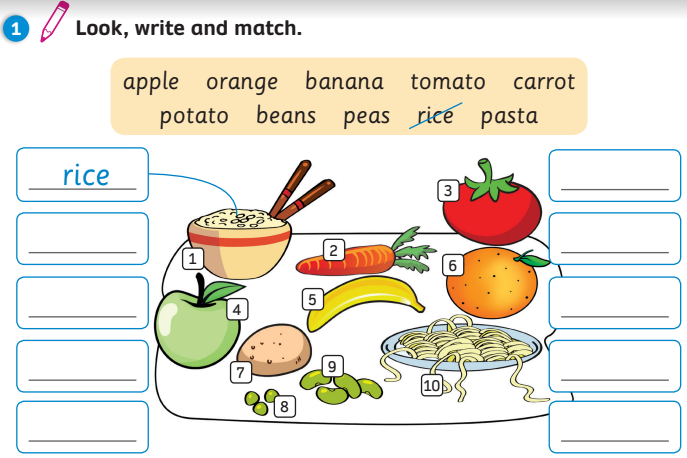 1 Look, write and match.
apple orange banana tomato carrot
potato beans peas rice pasta
rice
1
2
3
4
5
6
7
8
9
10